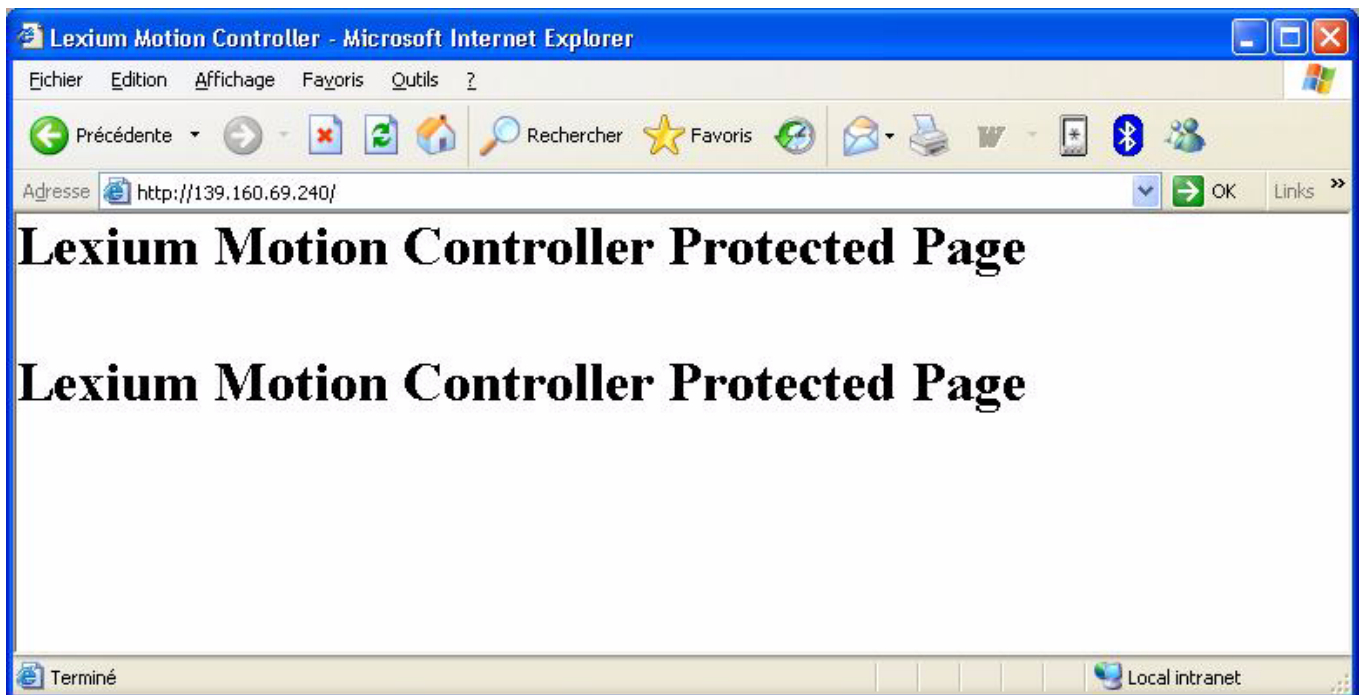 Lexium Motion Controller - Microsoft Internet Explorer
Fichier Edition Affichage Favoris Outils ?
Précédente Rechercher Favoris W
Adresse http://139.160.69.240/ OK Links »
Lexium Motion Controller Protected Page
Lexium Motion Controller Protected Page
Terminé Local intranet